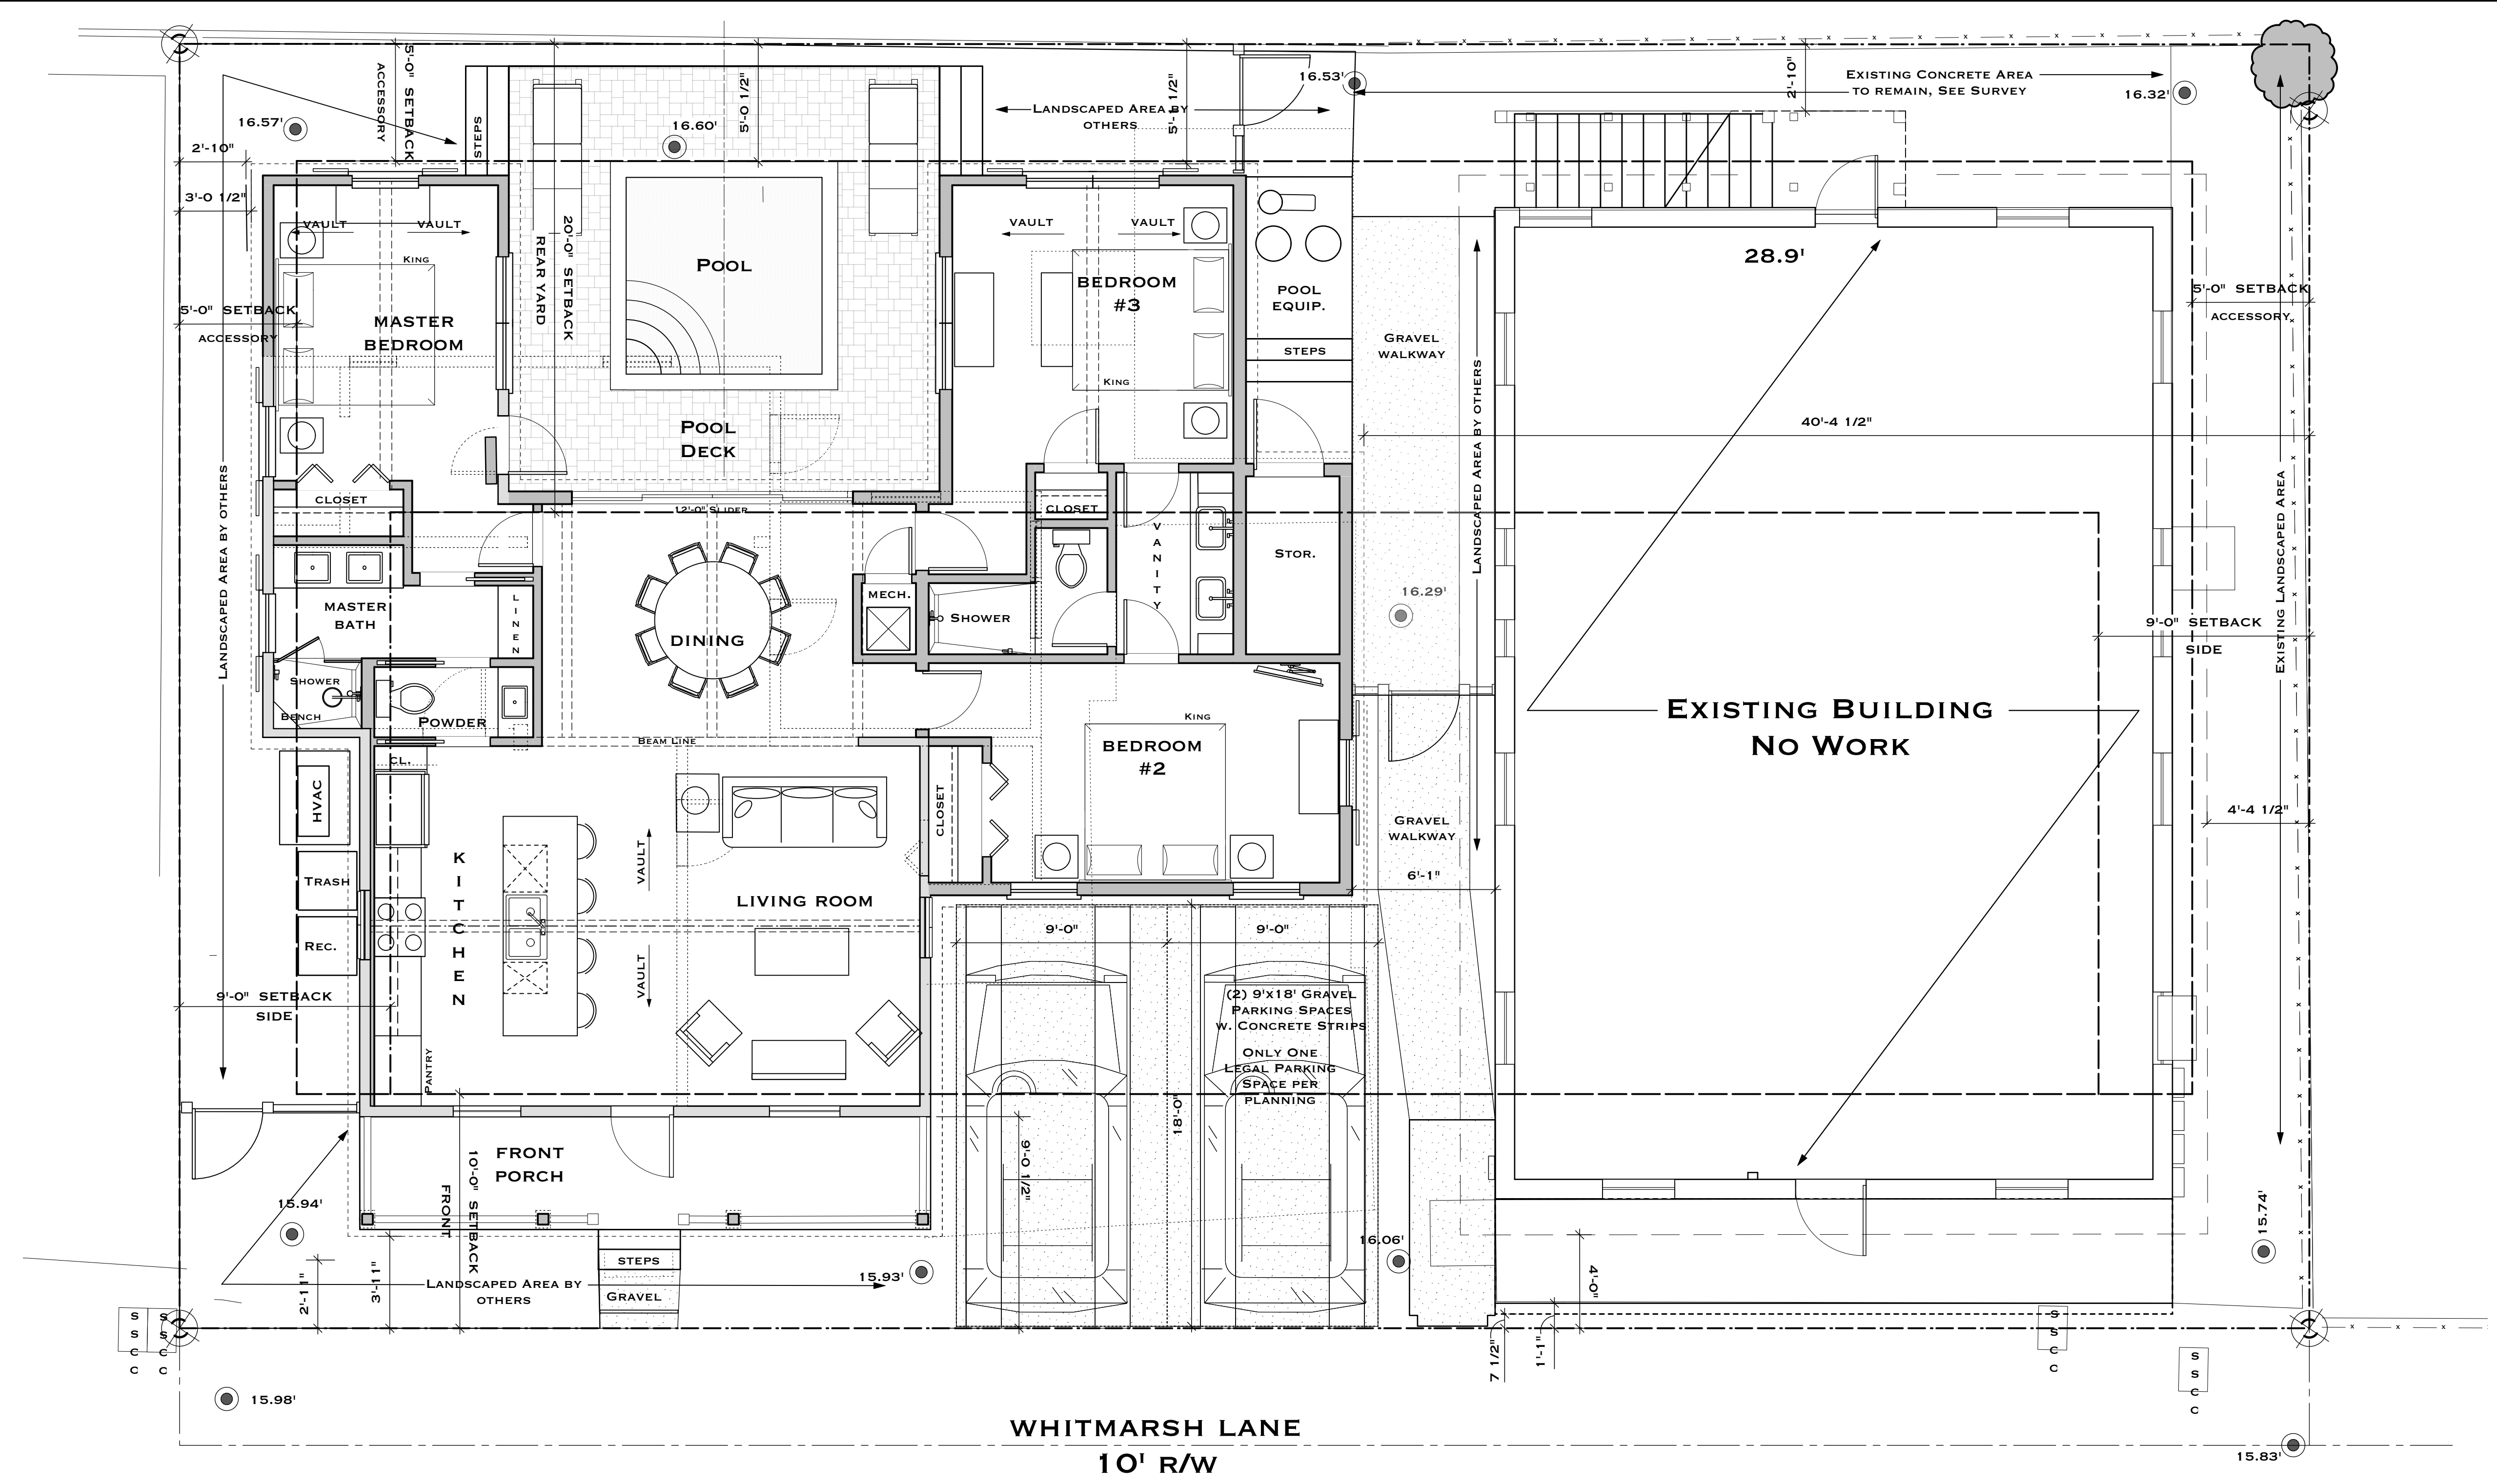 5'-0" SETBACK
ACCESSORY
16.57'
2'-10"
3'-0 1/2"
STEPS
16.60'
5'-0 1/2"
LANDSCAPED AREA BY
OTHERS
5'-1 1/2"
16.53'
2'-10"
EXISTING CONCRETE AREA
TO REMAIN, SEE SURVEY
16.32'
VAULT
VAULT
KING
MASTER
BEDROOM
5'-0" SETBACK
ACCESSORY
20'-0" SETBACK
REAR YARD
POOL
POOL
DECK
VAULT
VAULT
BEDROOM
#3
KING
POOL
EQUIP.
STEPS
GRAVEL
WALKWAY
LANDSCAPED AREA BY OTHERS
28.9'
5'-0" SETBACK
ACCESSORY
40'-4 1/2"
LANDSCAPED AREA BY OTHERS
CLOSET
12'-0" SLIDER
CLOSET
VANITY
STOR.
16.29'
EXISTING LANDSCAPED AREA
MASTER
BATH
LINEN
DINING
MECH.
SHOWER
9'-0" SETBACK
SIDE
SHOWER
BENCH
POWDER
BEAM LINE
KING
BEDROOM
#2
EXISTING BUILDING
NO WORK
CL.
HVAC
TRASH
REC.
KITCHEN
VAULT
VAULT
LIVING ROOM
CLOSET
GRAVEL
WALKWAY
4'-4 1/2"
6'-1"
9'-0"
9'-0"
9'-0" SETBACK
SIDE
PANTRY
(2) 9'X18' GRAVEL
PARKING SPACES
W. CONCRETE STRIPS
ONLY ONE
LEGAL PARKING
SPACE PER
PLANNING
18'-0"
9'-0 1/2"
FRONT
PORCH
10'-0" SETBACK
FRONT
15.94'
2'-11"
3'-11"
LANDSCAPED AREA BY
OTHERS
STEPS
GRAVEL
15.93'
16.06'
4'-0"
15.74'
7 1/2"
1'-1"
SSCC
SSCC
SSCC
SSCC
15.98'
WHITMARSH LANE
10' R/W
15.83'